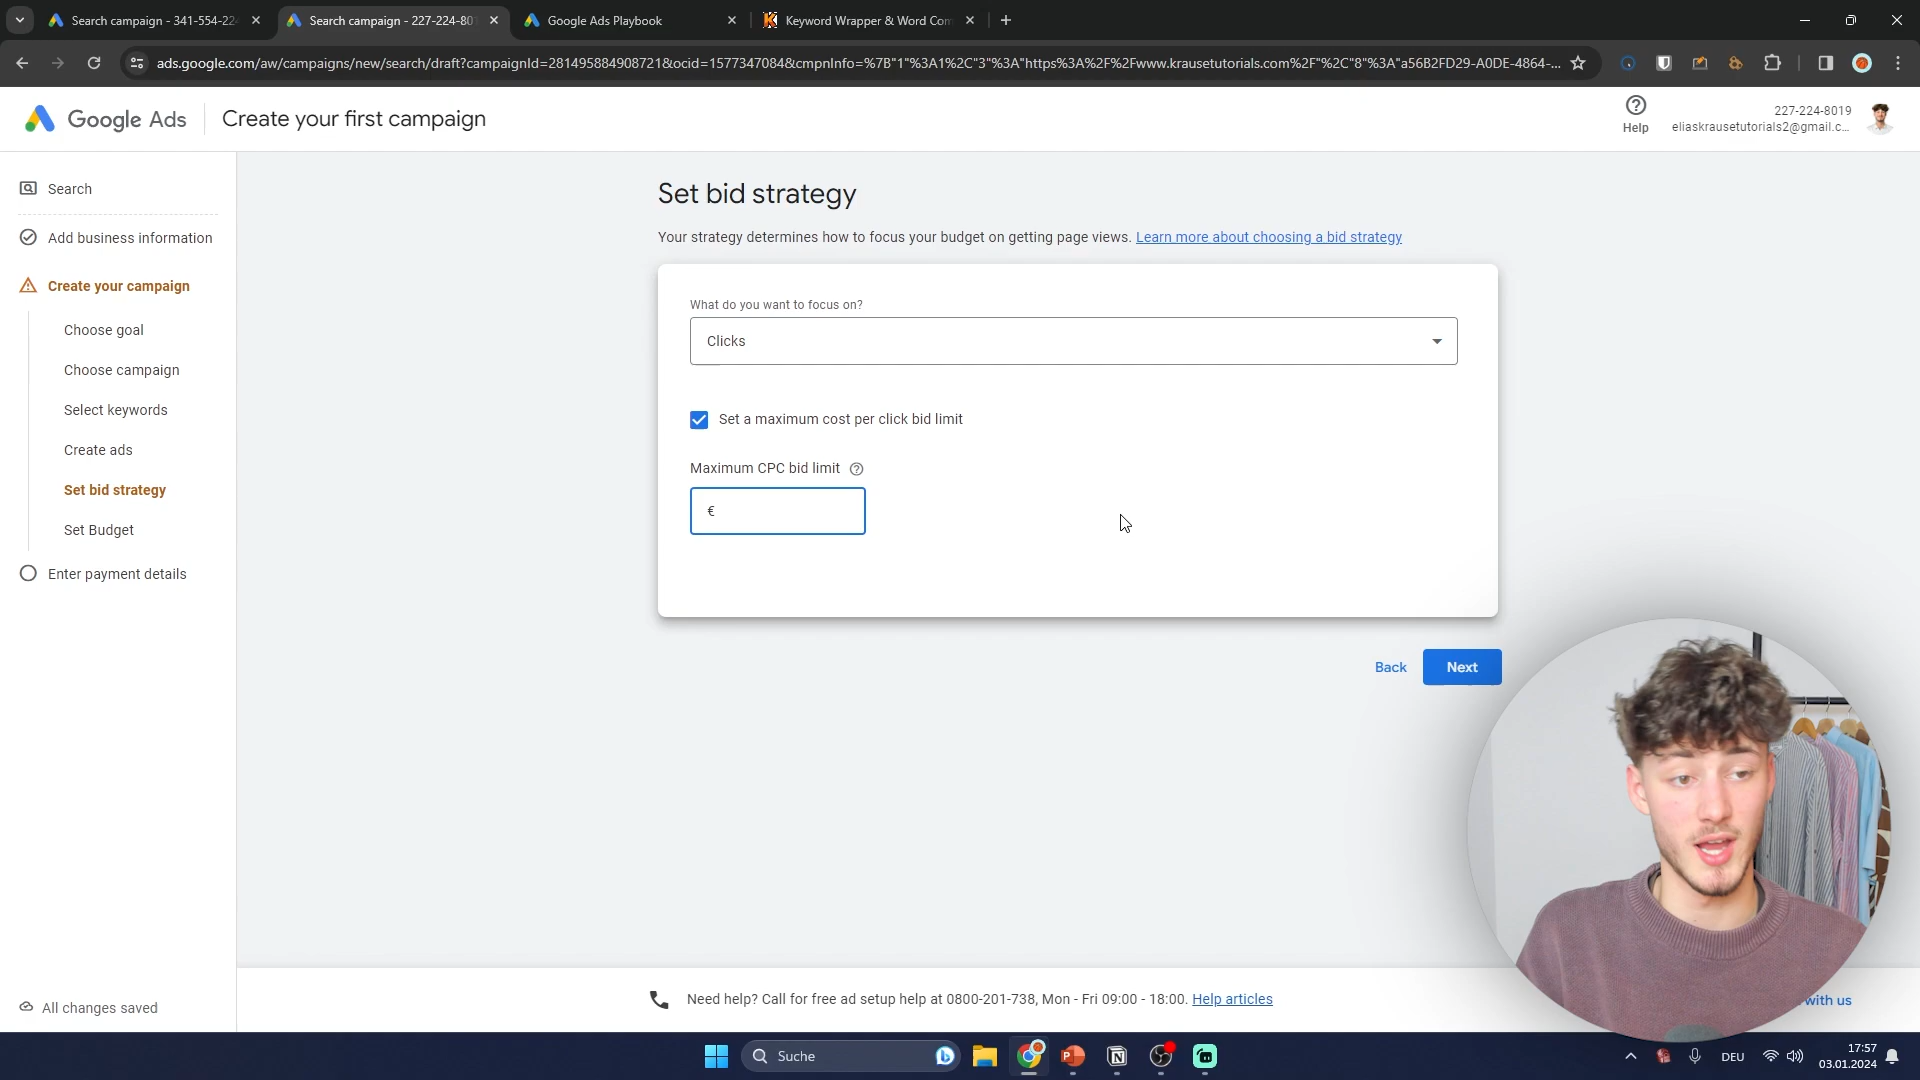 Search campaign - 341-554-224
Search campaign - 227-224-801
Google Ads Playbook
Keyword Wrapper & Word Com
ads.google.com/aw/campaigns/new/search/draft?campaignId=281495884908721&ocid=1577347084&cmpnInfo=%7B"1"%3A1%2C"3"%3A"https%3A%2F%2Fwww.krausetutorials.com%2F"%2C"8"%3A"a56B2FD29-A0DE-4864-...
Google Ads
Create your first campaign
Help
227-224-8019
eliaskrausetutorials2@gmail.c...
Search
Add business information
Create your campaign
Choose goal
Choose campaign
Select keywords
Create ads
Set bid strategy
Set Budget
Enter payment details
All changes saved
Set bid strategy
Your strategy determines how to focus your budget on getting page views. Learn more about choosing a bid strategy
What do you want to focus on?
Clicks
Set a maximum cost per click bid limit
Maximum CPC bid limit
€
Back
Next
Need help? Call for free ad setup help at 0800-201-738, Mon - Fri 09:00 - 18:00. Help articles
with us
Suche
DEU
17:57
03.01.2024